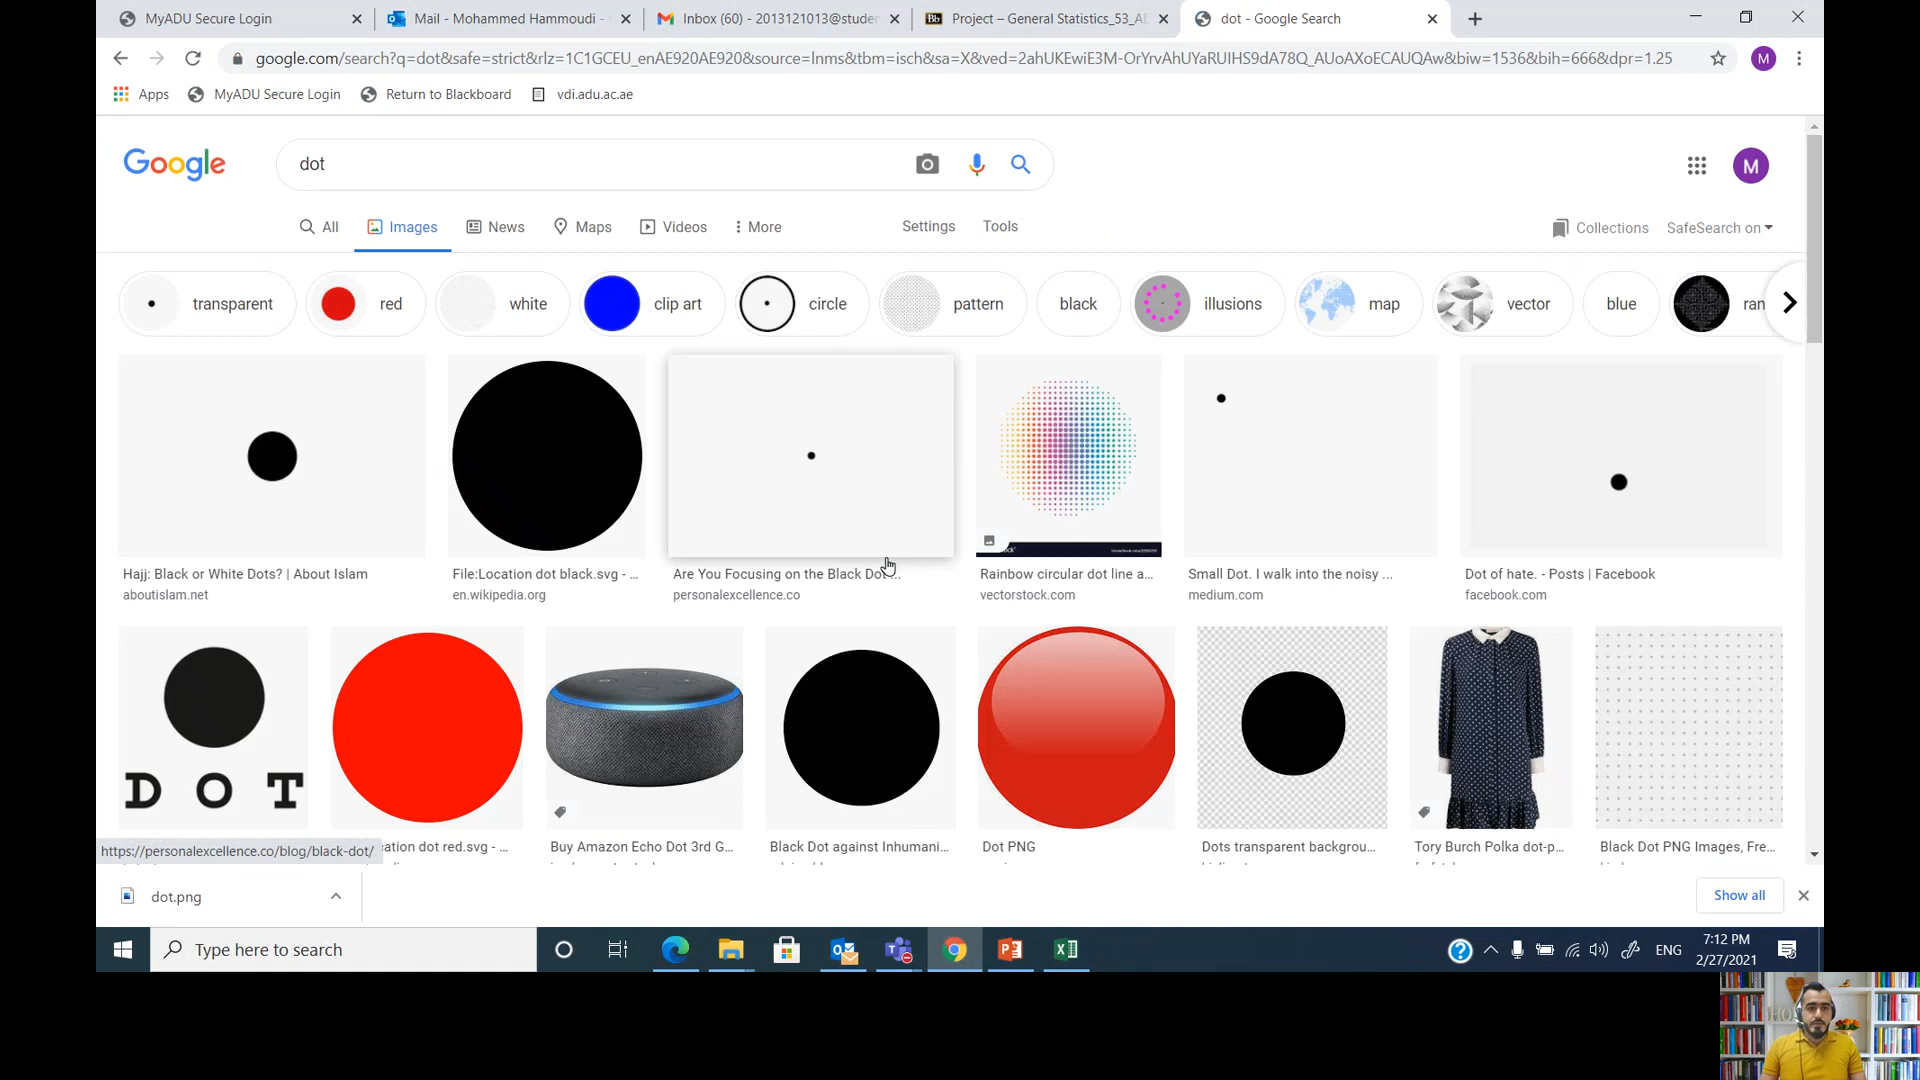 MyADU Secure Login
Mail - Mohammed Hammoudi -
Inbox (60) - 2013121013@studen
Project – General Statistics_53_AD
dot - Google Search
google.com/search?q=dot&safe=strict&rlz=1C1GCEU_enAE920AE920&source=lnms&tbm=isch&sa=X&ved=2ahUKEwiE3M-OrYrvAhUYaRUIHS9dA78Q_AUoAXoECAUQAw&biw=1536&bih=666&dpr=1.25
M
Apps
MyADU Secure Login
Return to Blackboard
vdi.adu.ac.ae
Google
dot
M
All
Images
News
Maps
Videos
More
Settings
Tools
Collections
SafeSearch on
transparent
red
white
clip art
circle
pattern
black
illusions
map
vector
blue
ran
Hajj: Black or White Dots? | About Islam
aboutislam.net
File:Location dot black.svg - ...
en.wikipedia.org
Are You Focusing on the Black Dot ...
personalexcellence.co
Rainbow circular dot line a...
vectorstock.com
Small Dot. I walk into the noisy ...
medium.com
Dot of hate. - Posts | Facebook
facebook.com
DOT
cation dot red.svg - ...
Buy Amazon Echo Dot 3rd G...
Black Dot against Inhumani...
Dot PNG
Dots transparent backgrou...
Tory Burch Polka dot-p...
Black Dot PNG Images, Fre...
https://personalexcellence.co/blog/black-dot/
dot.png
Show all
Type here to search
ENG
7:12 PM
2/27/2021